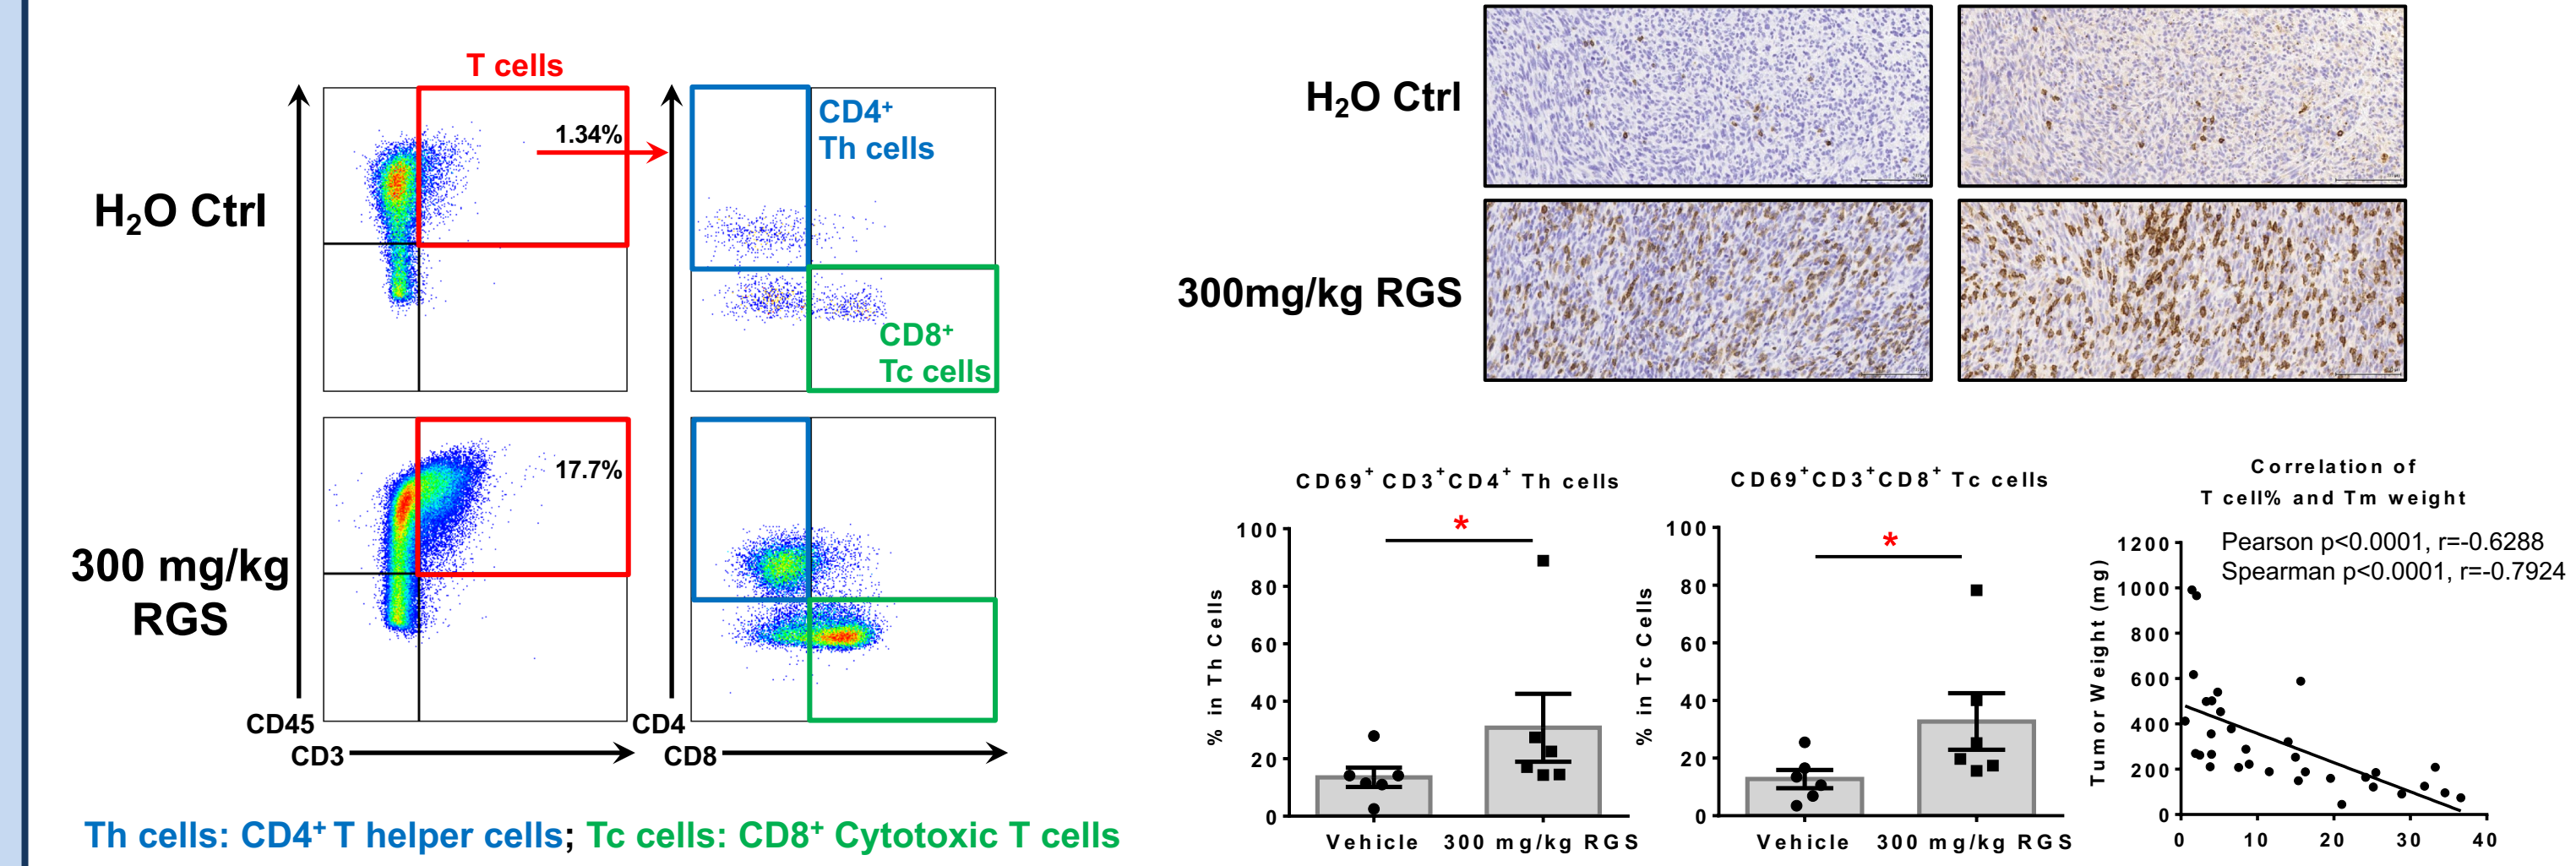 T cells
H₂O Ctrl
1.34%
CD4⁺
Th cells
CD8⁺
Tc cells
300 mg/kg
RGS
17.7%
CD45
CD3
CD4
CD8
Th cells: CD4⁺ T helper cells; Tc cells: CD8⁺ Cytotoxic T cells
H₂O Ctrl
300mg/kg RGS
CD69⁺ CD3⁺CD4⁺ Th cells
% in Th Cells
100
80
60
40
20
0
*
Vehicle
300 mg/kg RGS
CD69⁺CD3⁺CD8⁺ Tc cells
% in Tc Cells
100
80
60
40
20
0
*
Vehicle
300 mg/kg RGS
Correlation of
T cell% and Tm weight
Pearson p<0.0001, r=-0.6288
Spearman p<0.0001, r=-0.7924
Tumor Weight (mg)
1200
1000
800
600
400
200
0
0 10 20 30 40